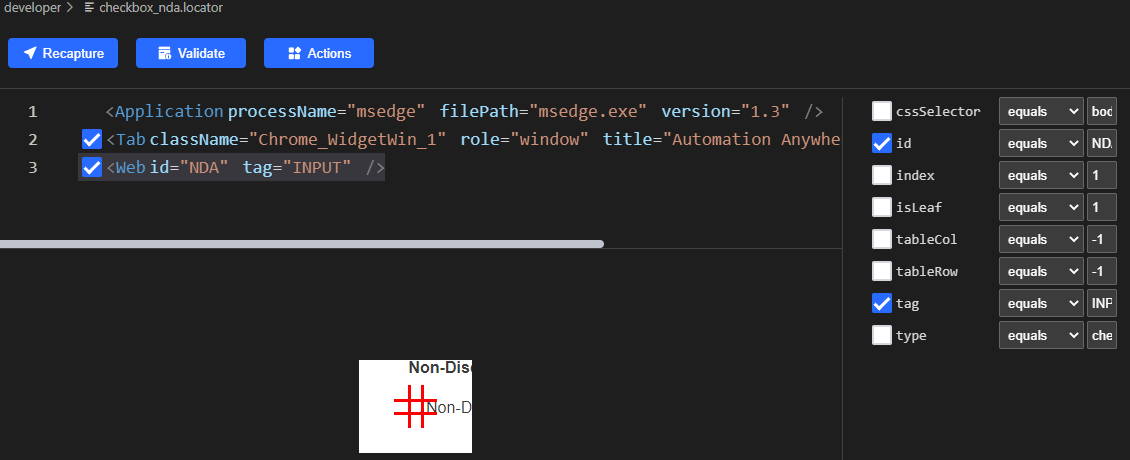 developer > checkbox_nda.locator
Recapture Validate Actions
1 <Application processName="msedge" filePath="msedge.exe" version="1.3" />
2 <Tab className="Chrome_WidgetWin_1" role="window" title="Automation Anywhe
3 <Web id="NDA" tag="INPUT" />
cssSelector equals bod
id equals ND
index equals 1
isLeaf equals 1
tableCol equals -1
tableRow equals -1
tag equals INP
type equals che
Non-Disc
Non-D